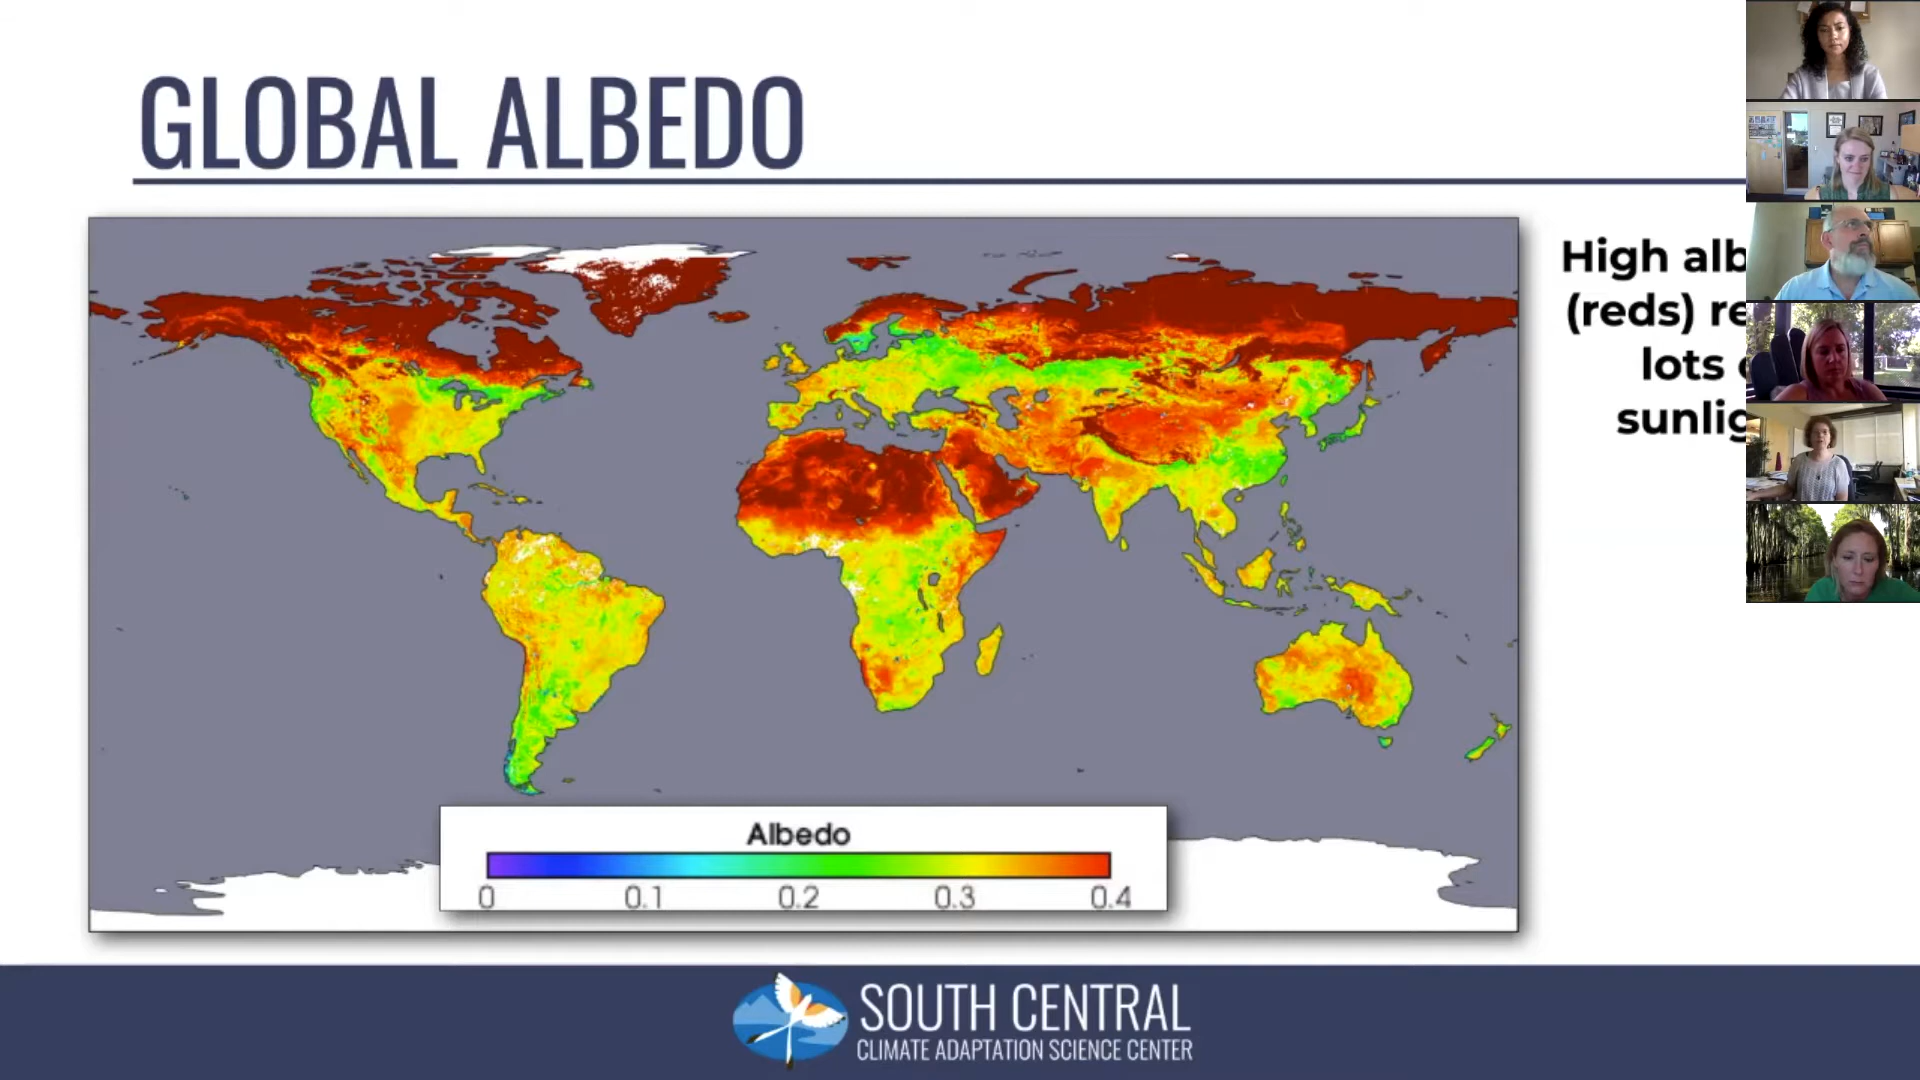 GLOBAL ALBEDO
High alb
(reds) re
lots
sunlig
Albedo
0 0.1 0.2 0.3 0.4
SOUTH CENTRAL
CLIMATE ADAPTATION SCIENCE CENTER